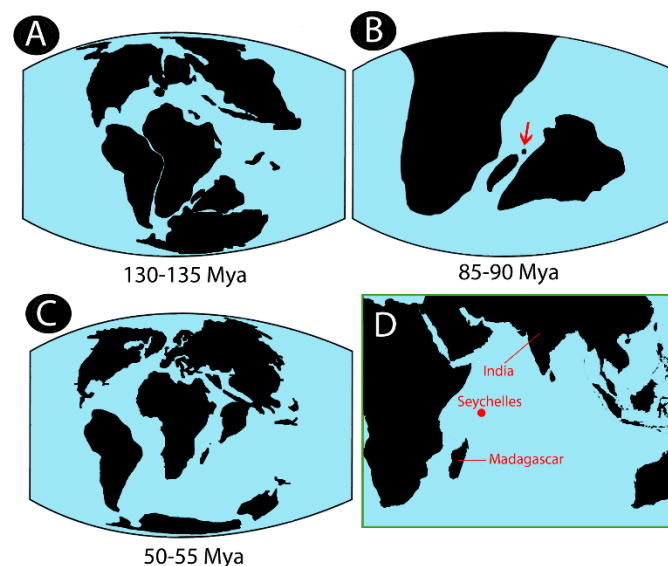 A
130-135 Mya
B
85-90 Mya
C
50-55 Mya
D
India
Seychelles
Madagascar